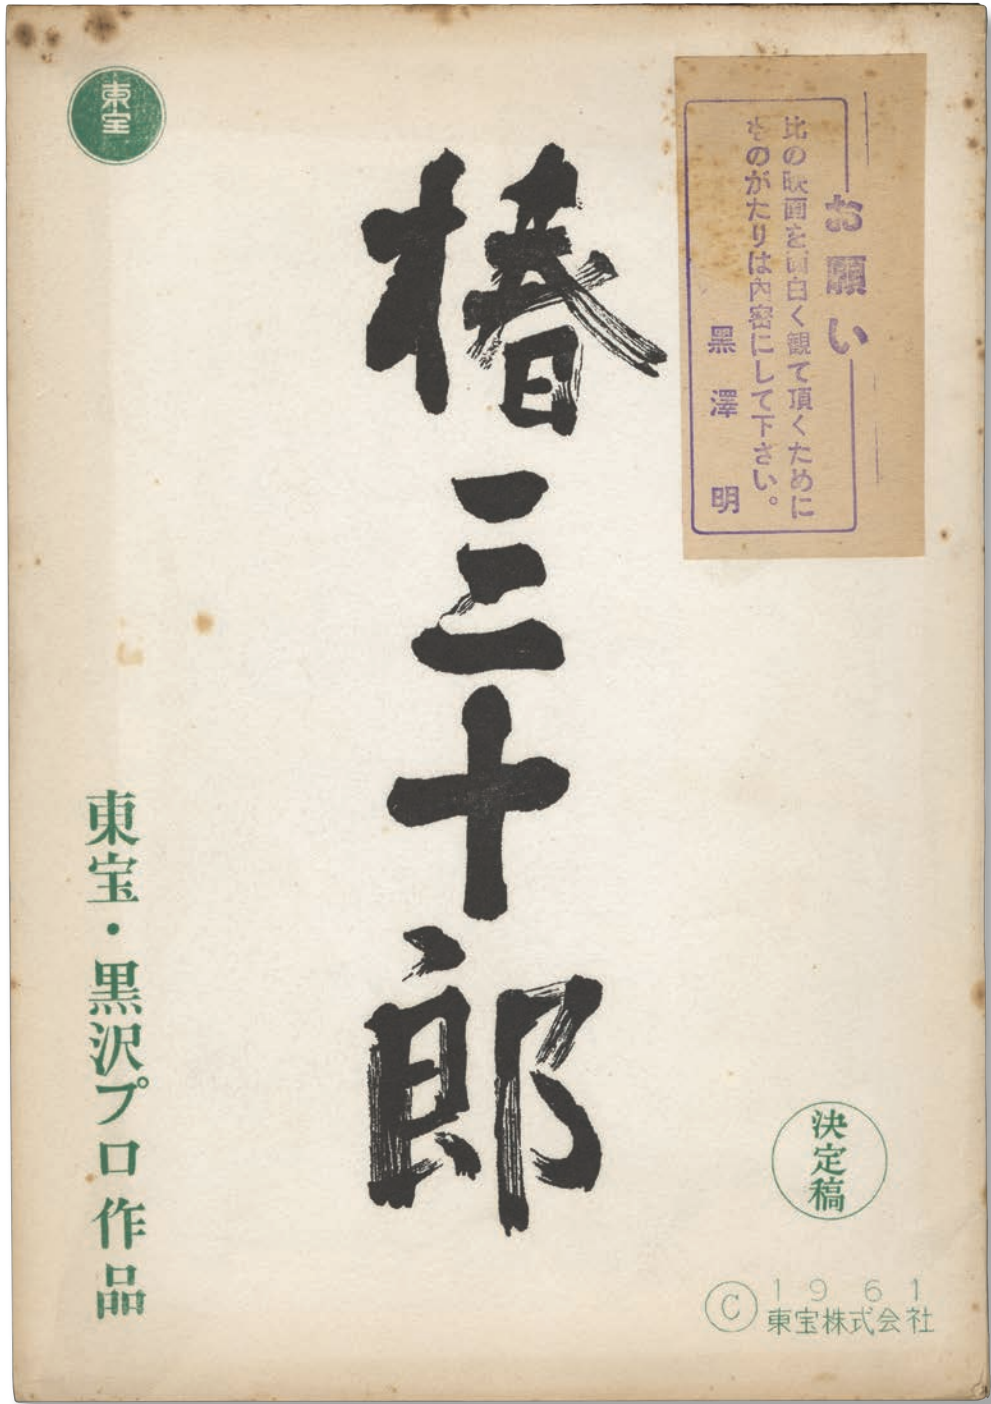 お願い
比の映画を面白く観て頂くために
ものがたりは内密にして下さい。
黒澤明
椿三十郎
東宝
東宝・黒沢プロ作品
決定稿
© 1961
東宝株式会社